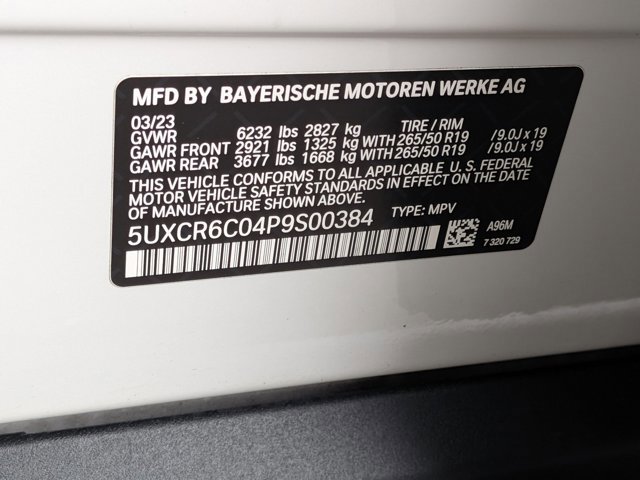 MFD BY BAYERISCHE MOTOREN WERKE AG
03/23
GVWR 6232 lbs 2827 kg TIRE / RIM
GAWR FRONT 2921 lbs 1325 kg WITH 265/50 R19 /9.0J x 19
GAWR REAR 3677 lbs 1668 kg WITH 265/50 R19 /9.0J x 19
THIS VEHICLE CONFORMS TO ALL APPLICABLE U. S. FEDERAL
MOTOR VEHICLE SAFETY STANDARDS IN EFFECT ON THE
DATE OF MANUFACTURE SHOWN ABOVE.
5UXCR6C04P9S00384 TYPE: MPV
A96M
7 320 729